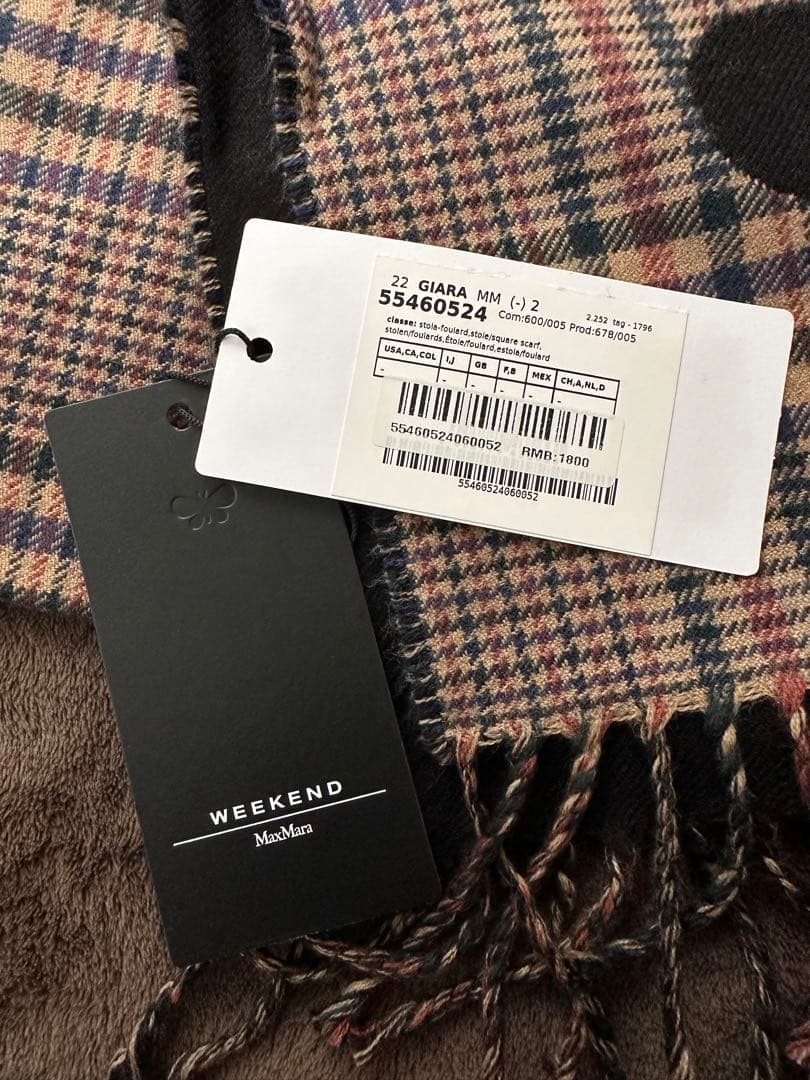 22 GIARA MM (-) 2
2.252 tag - 1796
55460524 Com:600/005 Prod:678/005
classe: stola-foulard,stole/square scarf,
stolen/foulards,Étole/foulard,estola/foulard
USA,CA,COL I,J GB F,B MEX CH,A,NL,D
- - - - - -
55460524060052 RMB:1800
55460524060052
WEEKEND
MaxMara